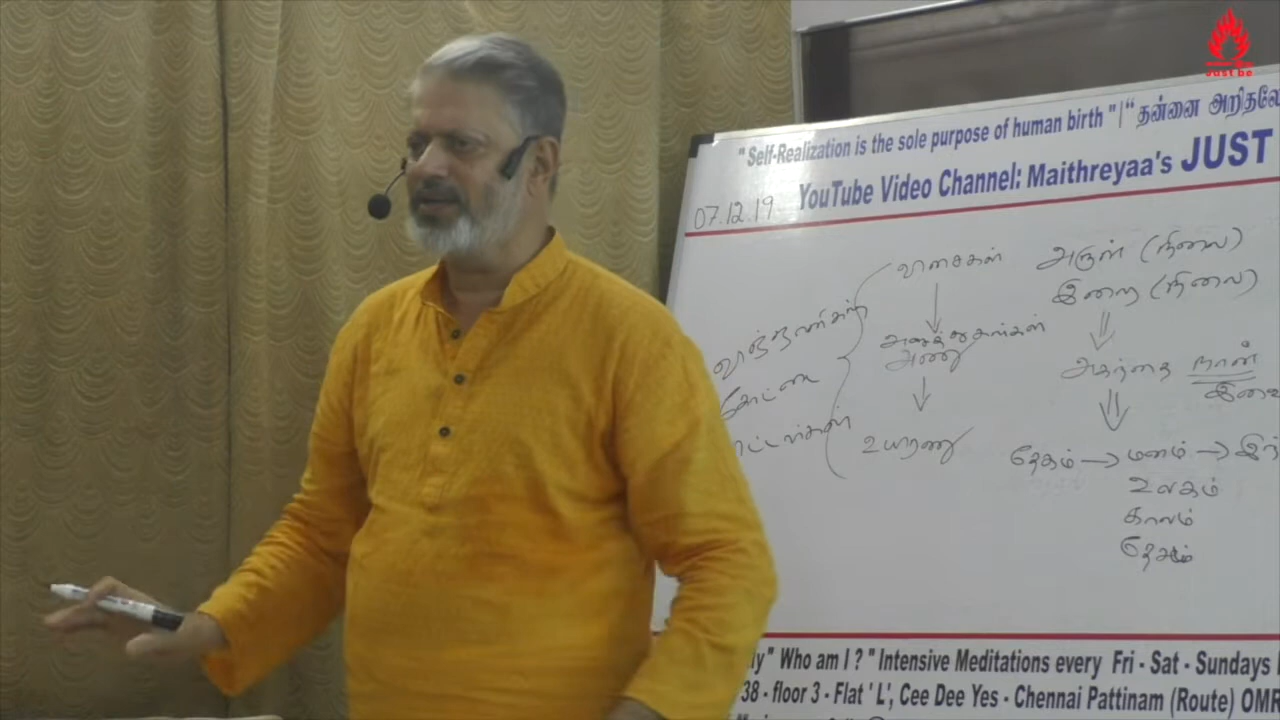 Just be
"Self-Realization is the sole purpose of human birth" | "தன்னை அறிதலே
YouTube Video Channel: Maithreyaa's JUST
07.12.19
வாசனைகள் அருள் (நிலை)
இறை (நிலை)
அணு
அகந்தை நான்
உயரணு
தேகம் → மனம் →
உலகம்
காலம்
தேசம்
" Who am I ? " Intensive Meditations every Fri - Sat - Sundays
38 - floor 3 - Flat ' L', Cee Dee Yes - Chennai Pattinam (Route) OMR